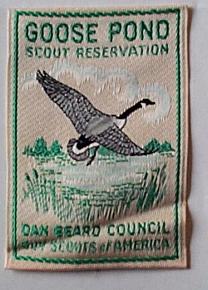 GOOSE POND
SCOUT RESERVATION
DAN BEARD COUNCIL
BOY SCOUTS of AMERICA